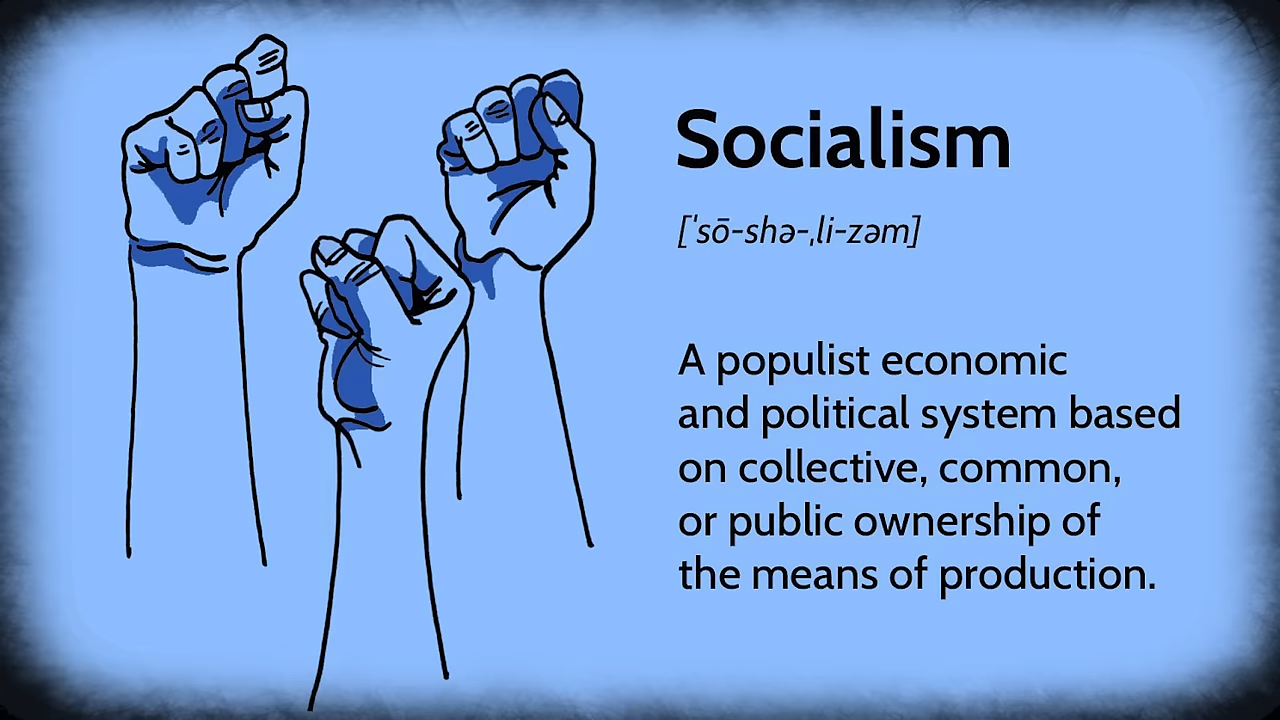 Socialism
[ˈsō-shə-ˌli-zəm]
A populist economic
and political system based
on collective, common,
or public ownership of
the means of production.